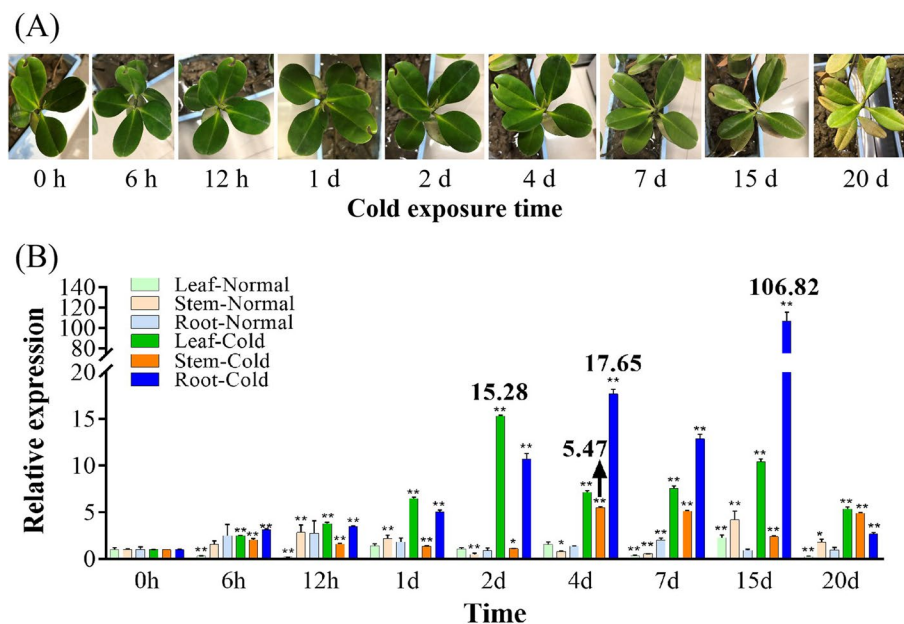 (A)
0 h 6 h 12 h 1 d 2 d 4 d 7 d 15 d 20 d
Cold exposure time
(B)
Relative expression
140
120
100
80
20
15
10
5
0
Leaf-Normal
Stem-Normal
Root-Normal
Leaf-Cold
Stem-Cold
Root-Cold
15.28
5.47
17.65
106.82
0h 6h 12h 1d 2d 4d 7d 15d 20d
Time